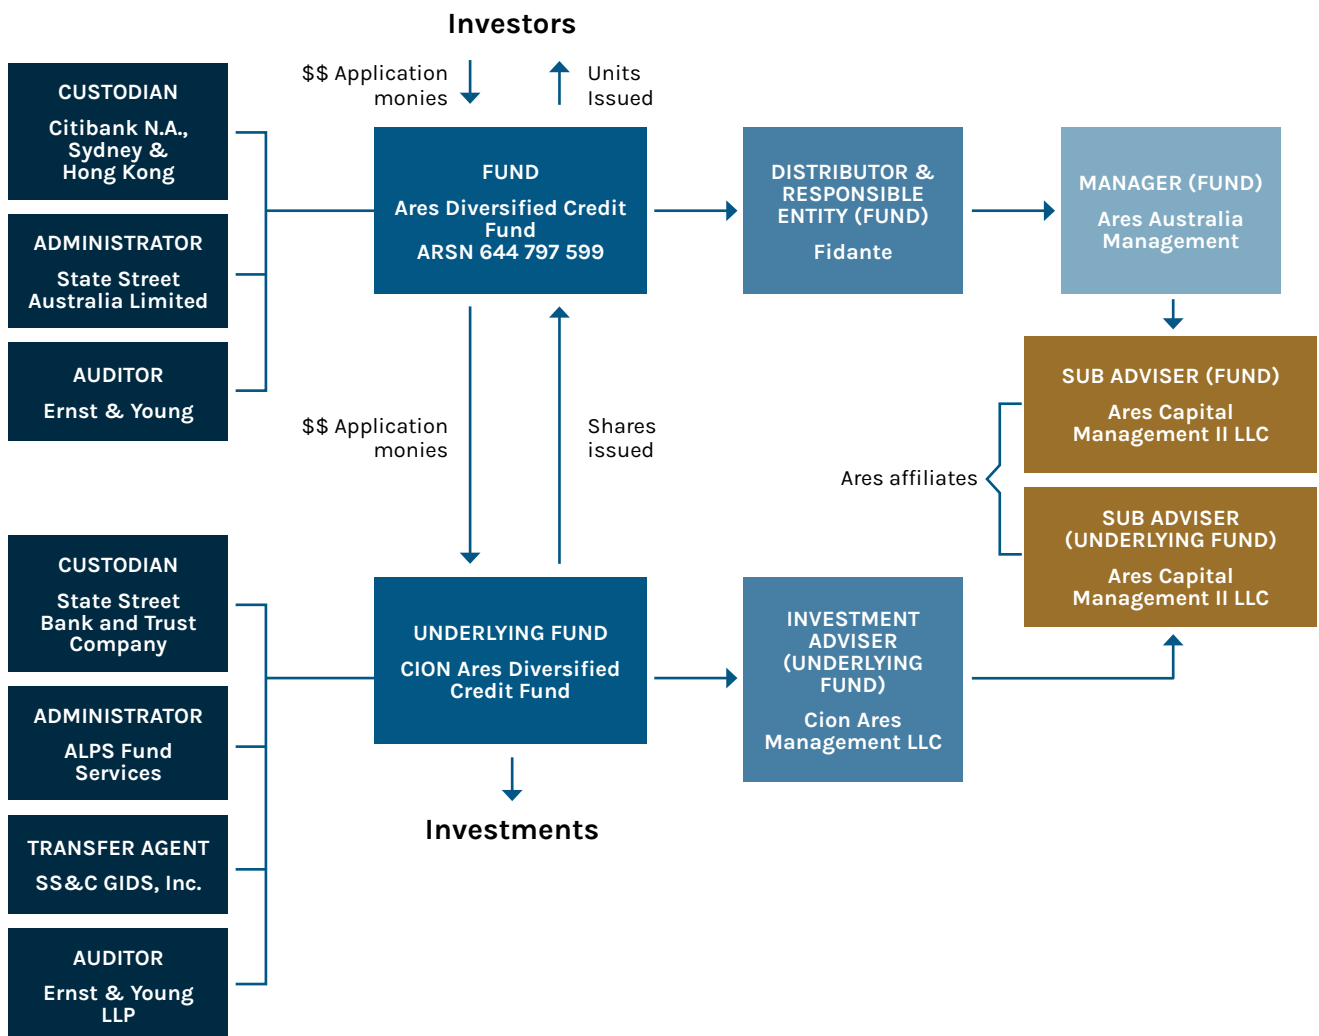 Investors
$$ Application
monies
Units
Issued
CUSTODIAN
Citibank N.A.,
Sydney &
Hong Kong
ADMINISTRATOR
State Street
Australia Limited
AUDITOR
Ernst & Young
FUND
Ares Diversified Credit
Fund
ARSN 644 797 599
DISTRIBUTOR &
RESPONSIBLE
ENTITY (FUND)
Fidante
MANAGER (FUND)
Ares Australia
Management
SUB ADVISER (FUND)
Ares Capital
Management II LLC
$$ Application
monies
Shares
issued
Ares affiliates
SUB ADVISER
(UNDERLYING FUND)
Ares Capital
Management II LLC
CUSTODIAN
State Street
Bank and Trust
Company
ADMINISTRATOR
ALPS Fund
Services
TRANSFER AGENT
SS&C GIDS, Inc.
AUDITOR
Ernst & Young
LLP
UNDERLYING FUND
CION Ares Diversified
Credit Fund
INVESTMENT
ADVISER
(UNDERLYING
FUND)
Cion Ares
Management LLC
Investments